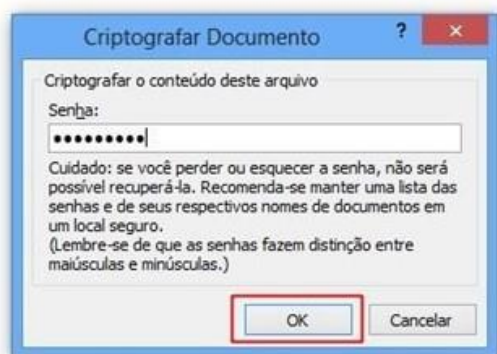 Criptografar Documento ?
Criptografar o conteúdo deste arquivo
Senha:
•••••••••
Cuidado: se você perder ou esquecer a senha, não será
possível recuperá-la. Recomenda-se manter uma lista das
senhas e de seus respectivos nomes de documentos em
um local seguro.
(Lembre-se de que as senhas fazem distinção entre
maiúsculas e minúsculas.)
OK Cancelar